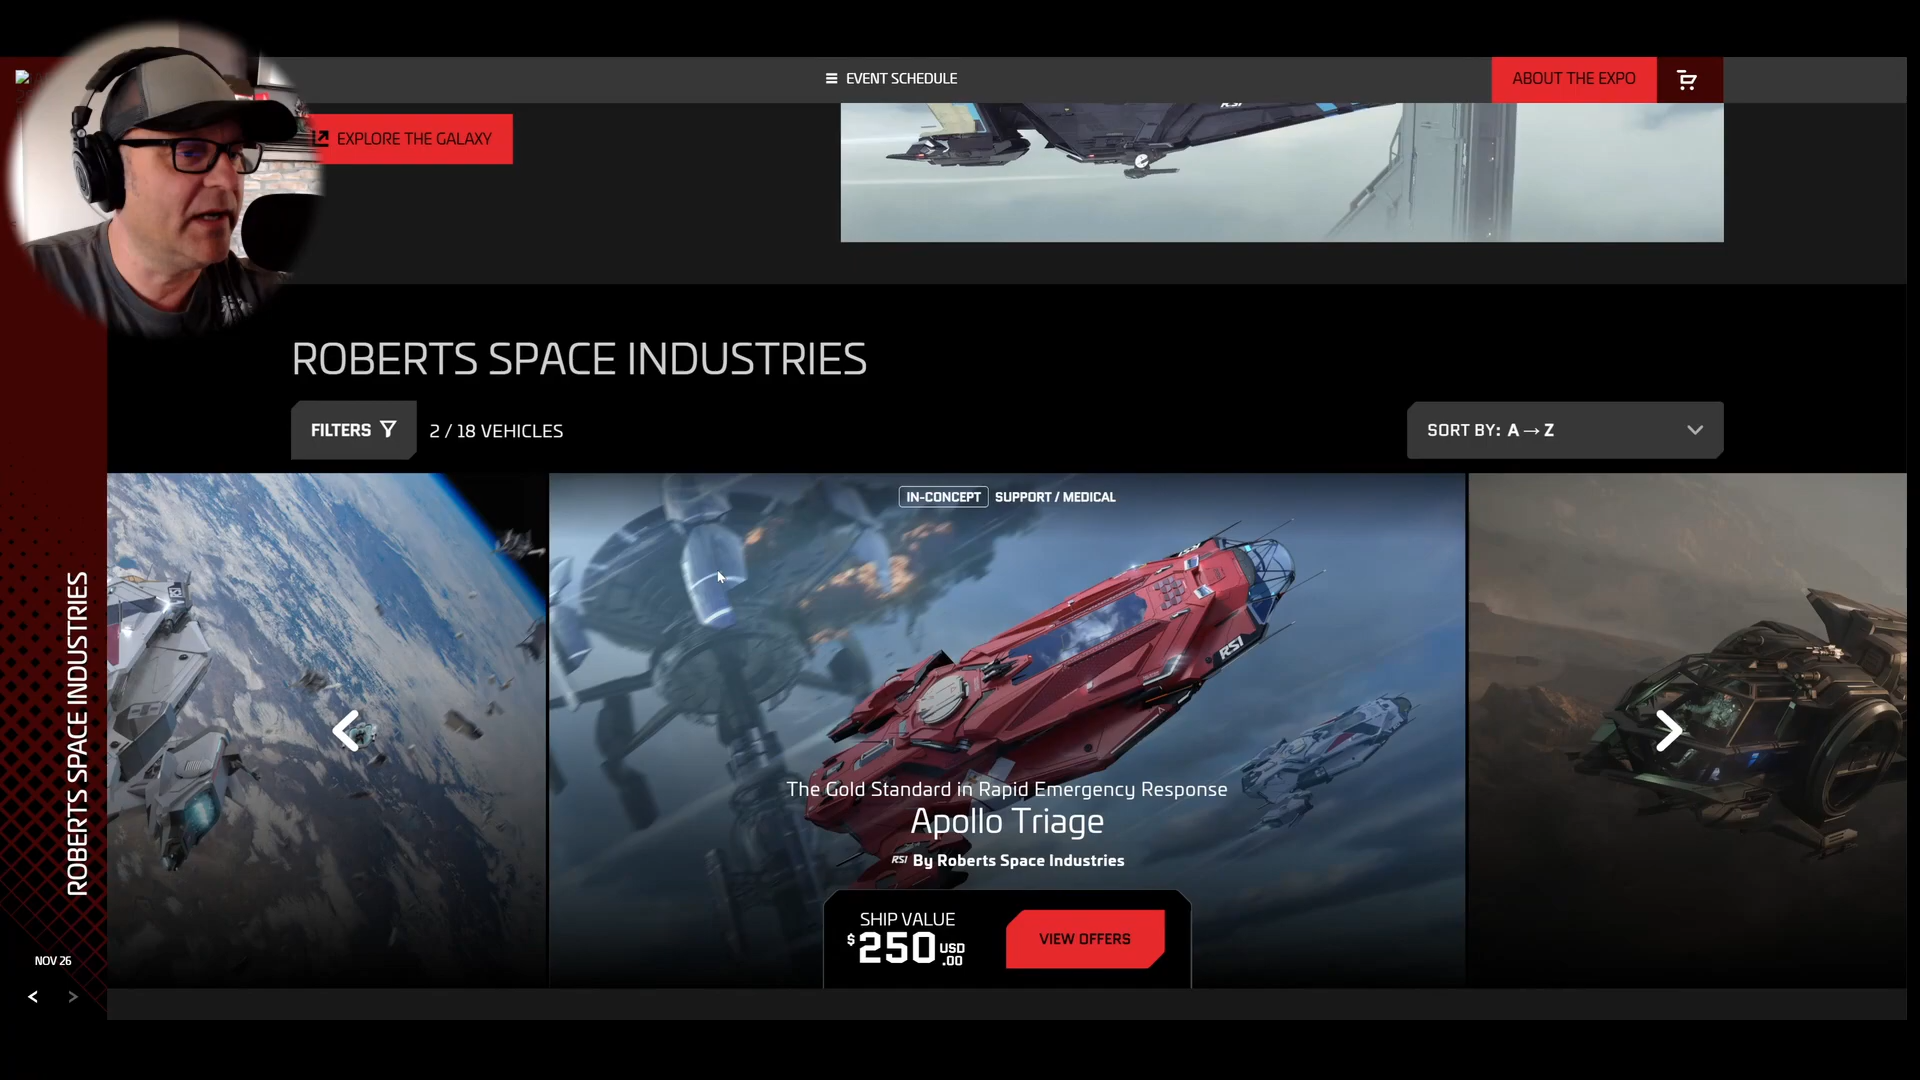 EVENT SCHEDULE
ABOUT THE EXPO
EXPLORE THE GALAXY
ROBERTS SPACE INDUSTRIES
FILTERS
2 / 18 VEHICLES
SORT BY: A → Z
IN-CONCEPT
SUPPORT / MEDICAL
RSI
The Gold Standard in Rapid Emergency Response
Apollo Triage
RSI By Roberts Space Industries
SHIP VALUE
$250 USD .00
VIEW OFFERS
ROBERTS SPACE INDUSTRIES
NOV 26
< >